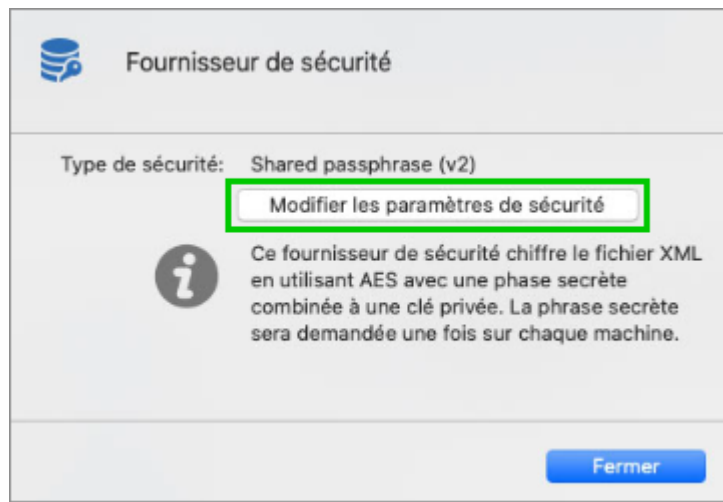 Fournisseur de sécurité
Type de sécurité: Shared passphrase (v2)
Modifier les paramètres de sécurité
Ce fournisseur de sécurité chiffre le fichier XML
en utilisant AES avec une phase secrète
combinée à une clé privée. La phrase secrète
sera demandée une fois sur chaque machine.
Fermer